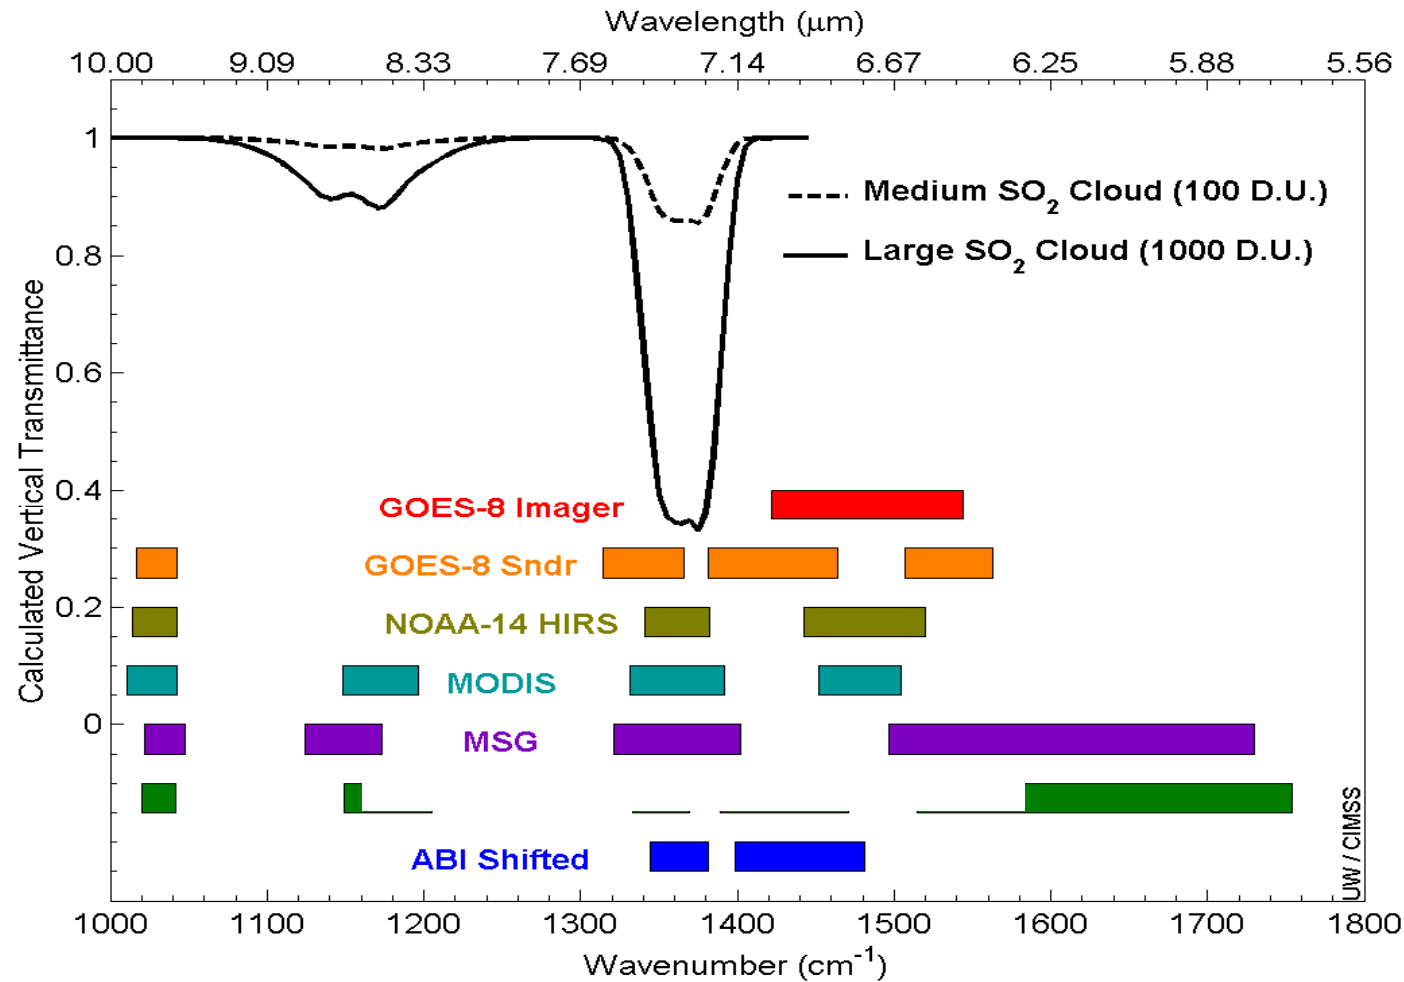 Wavelength (μm)
10.00 9.09 8.33 7.69 7.14 6.67 6.25 5.88 5.56
1
Medium SO2 Cloud (100 D.U.)
Large SO2 Cloud (1000 D.U.)
0.8
0.6
0.4
0.2
0
Calculated Vertical Transmittance
GOES-8 Imager
GOES-8 Sndr
NOAA-14 HIRS
MODIS
MSG
ABI Shifted
UW / CIMSS
1000 1100 1200 1300 1400 1500 1600 1700 1800
Wavenumber (cm-1)